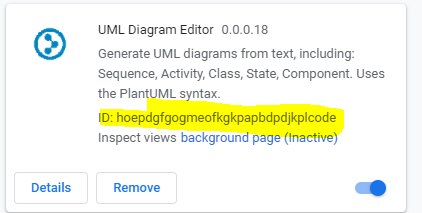 UML Diagram Editor 0.0.0.18
Generate UML diagrams from text, including:
Sequence, Activity, Class, State, Component. Uses
the PlantUML syntax.
ID: hoepdgfgogmeofkgkpapbdpdjkplcode
Inspect views background page (Inactive)
Details Remove